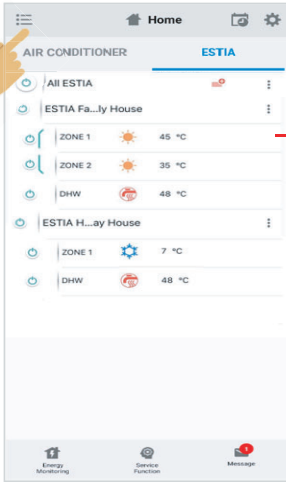 Home
AIR CONDITIONER ESTIA
All ESTIA
ESTIA Fa...ly House
ZONE 1 45 °C
ZONE 2 35 °C
DHW 48 °C
ESTIA H...ay House
ZONE 1 7 °C
DHW 48 °C
Energy Monitoring
Service Function
1
Message